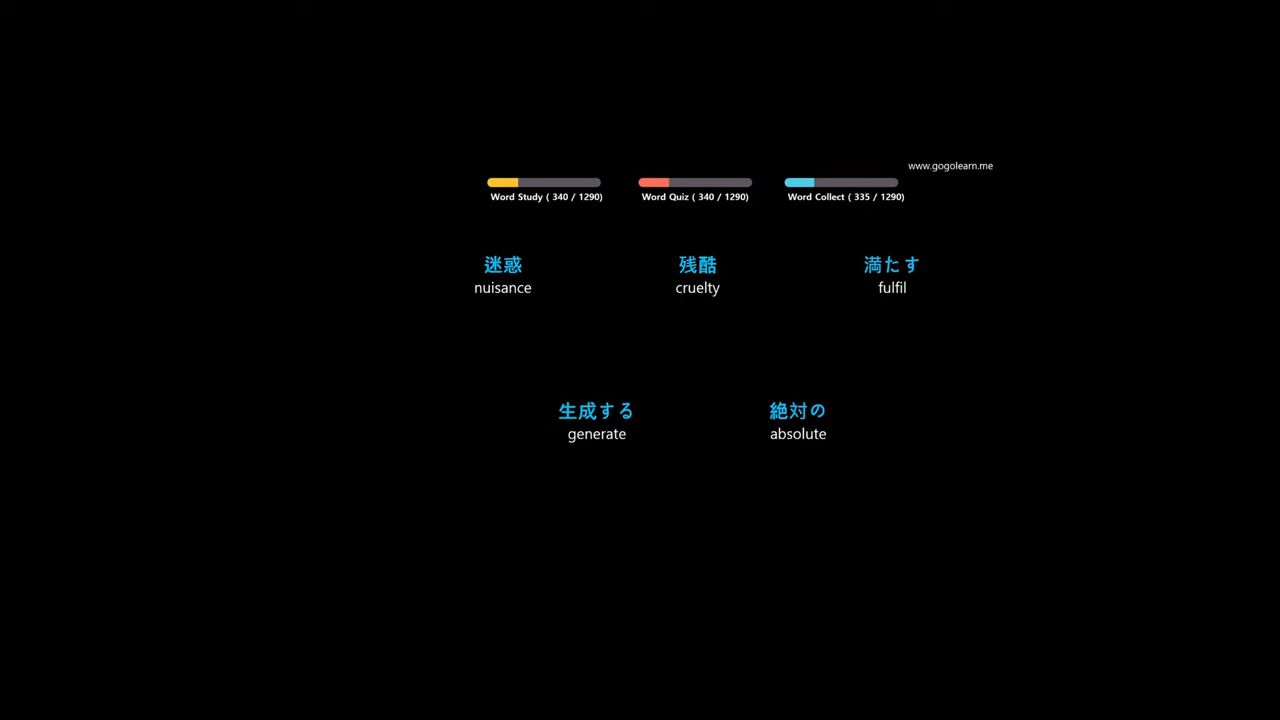 www.gogolearn.me
Word Study ( 340 / 1290)
Word Quiz ( 340 / 1290)
Word Collect ( 335 / 1290)
迷惑
nuisance
残酷
cruelty
満たす
fulfil
生成する
generate
絶対の
absolute